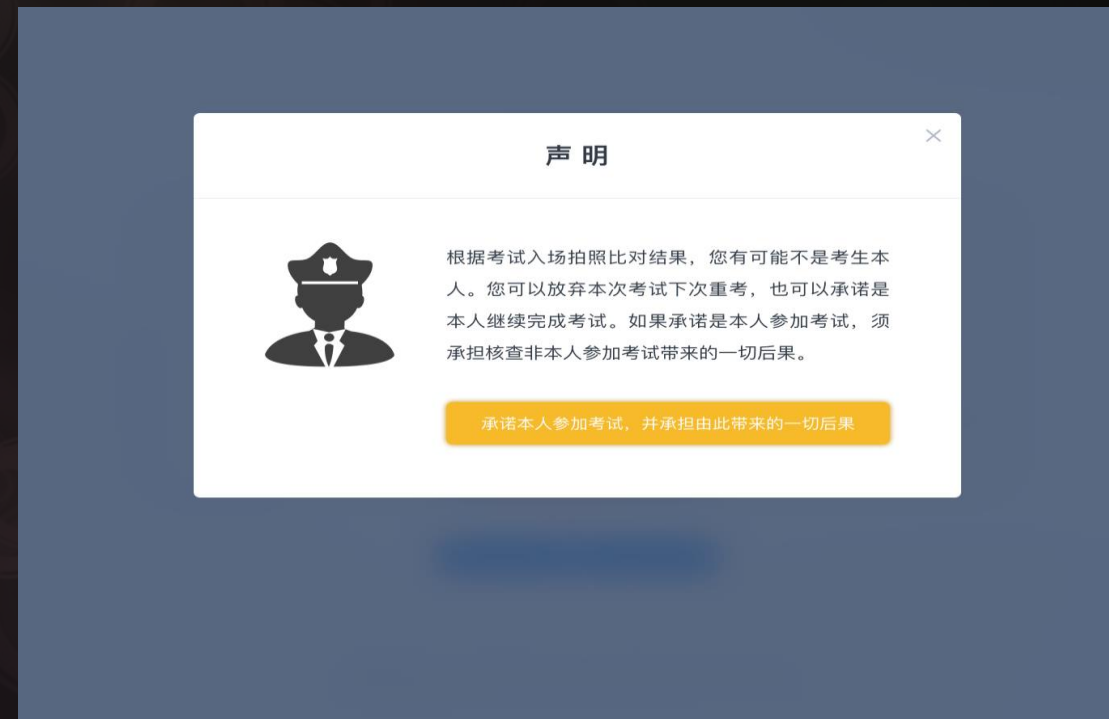 声 明
根据考试入场拍照比对结果，您有可能不是考生本
人。您可以放弃本次考试下次重考，也可以承诺是
本人继续完成考试。如果承诺是本人参加考试，须
承担核查非本人参加考试带来的一切后果。
承诺本人参加考试，并承担由此带来的一切后果